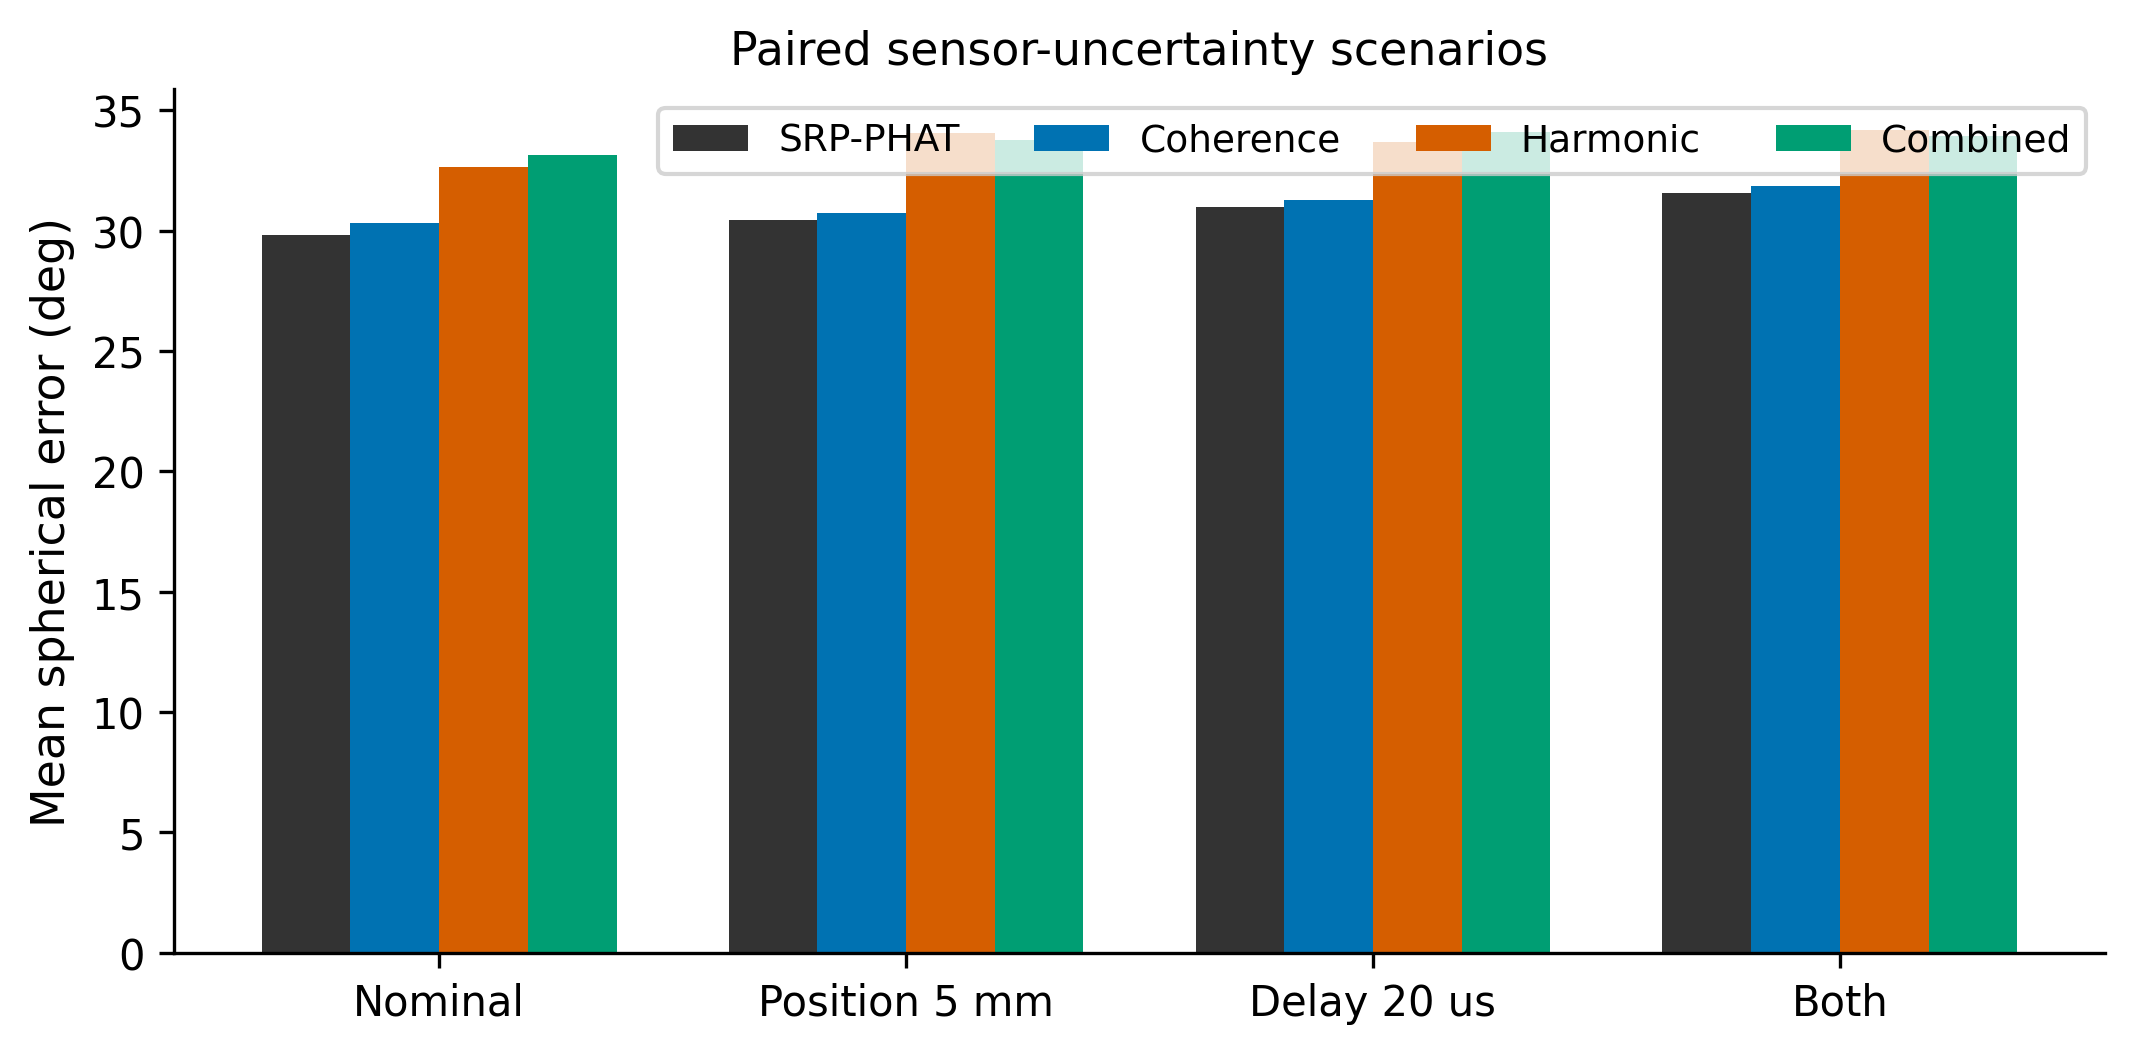 Paired sensor-uncertainty scenarios
SRP-PHAT Coherence Harmonic Combined
Mean spherical error (deg)
35
30
25
20
15
10
5
0
Nominal Position 5 mm Delay 20 us Both